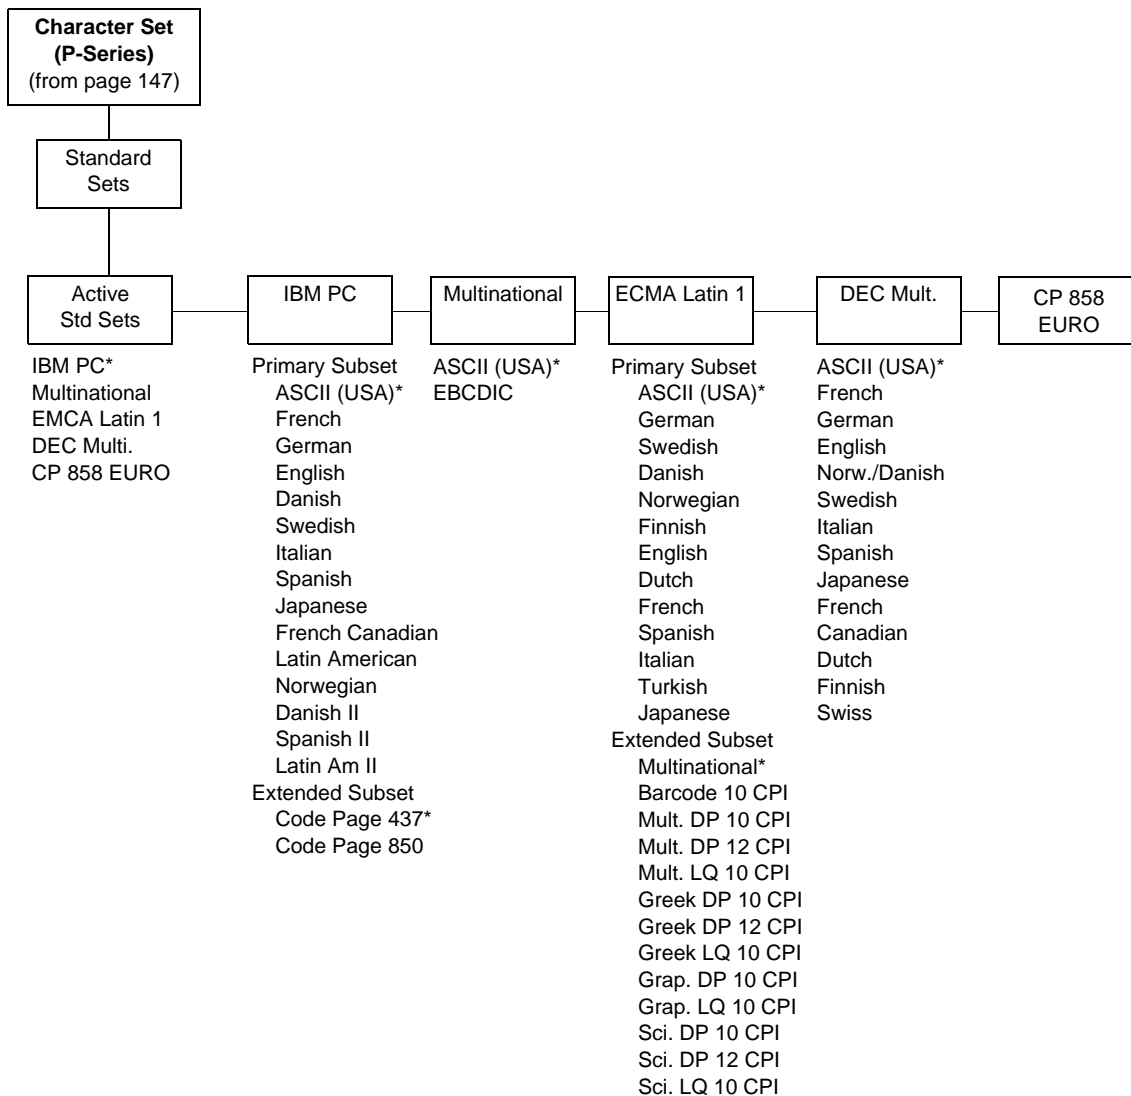 Character Set
(P-Series)
(from page 147)
Standard
Sets
Active
Std Sets
IBM PC*
Multinational
EMCA Latin 1
DEC Multi.
CP 858 EURO
IBM PC
Primary Subset
ASCII (USA)*
French
German
English
Danish
Swedish
Italian
Spanish
Japanese
French Canadian
Latin American
Norwegian
Danish II
Spanish II
Latin Am II
Extended Subset
Code Page 437*
Code Page 850
Multinational
ASCII (USA)*
EBCDIC
ECMA Latin 1
Primary Subset
ASCII (USA)*
German
Swedish
Danish
Norwegian
Finnish
English
Dutch
French
Spanish
Italian
Turkish
Japanese
Extended Subset
Multinational*
Barcode 10 CPI
Mult. DP 10 CPI
Mult. DP 12 CPI
Mult. LQ 10 CPI
Greek DP 10 CPI
Greek DP 12 CPI
Greek LQ 10 CPI
Grap. DP 10 CPI
Grap. LQ 10 CPI
Sci. DP 10 CPI
Sci. DP 12 CPI
Sci. LQ 10 CPI
DEC Mult.
ASCII (USA)*
French
German
English
Norw./Danish
Swedish
Italian
Spanish
Japanese
French
Canadian
Dutch
Finnish
Swiss
CP 858
EURO